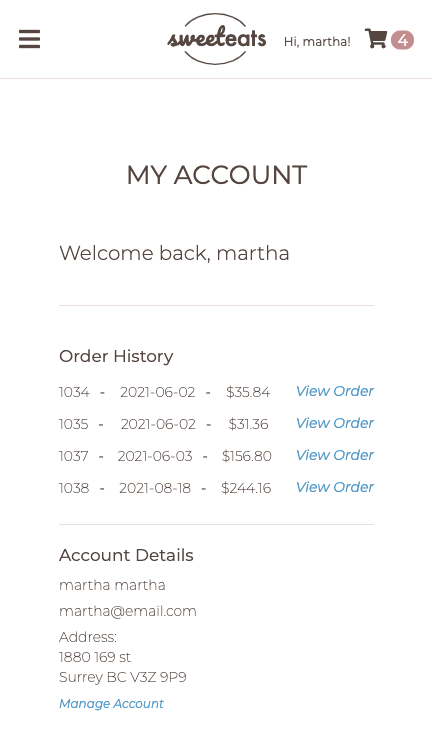 sweeteats
Hi, martha! 4
MY ACCOUNT
Welcome back, martha
Order History
1034 - 2021-06-02 - $35.84 View Order
1035 - 2021-06-02 - $31.36 View Order
1037 - 2021-06-03 - $156.80 View Order
1038 - 2021-08-18 - $244.16 View Order
Account Details
martha martha
martha@email.com
Address:
1880 169 st
Surrey BC V3Z 9P9
Manage Account